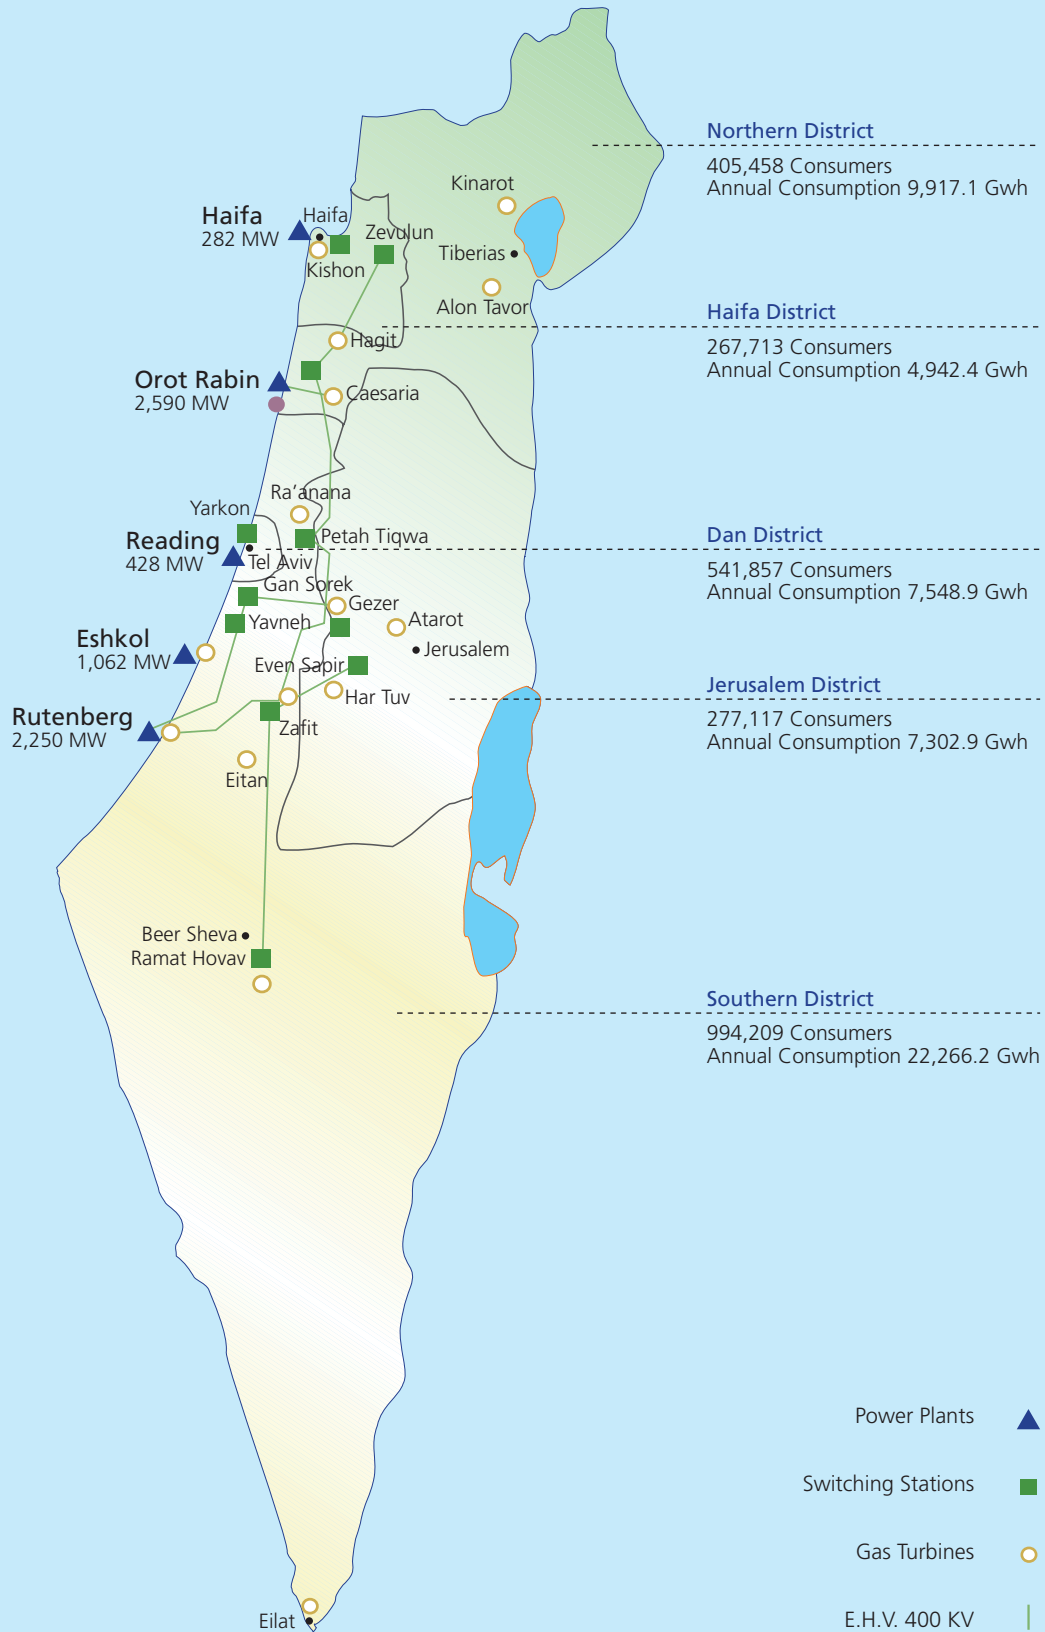 Northern District
405,458 Consumers
Annual Consumption 9,917.1 Gwh
Kinarot
Haifa
282 MW
Haifa
Zevulun
Kishon
Tiberias
Alon Tavor
Haifa District
267,713 Consumers
Annual Consumption 4,942.4 Gwh
Hagit
Orot Rabin
2,590 MW
Caesaria
Ra'anana
Yarkon
Petah Tiqwa
Reading
428 MW
Tel Aviv
Dan District
541,857 Consumers
Annual Consumption 7,548.9 Gwh
Gan Sorek
Gezer
Yavneh
Atarot
Eshkol
1,062 MW
Jerusalem
Even Sapir
Har Tuv
Jerusalem District
277,117 Consumers
Annual Consumption 7,302.9 Gwh
Rutenberg
2,250 MW
Zafit
Eitan
Beer Sheva
Ramat Hovav
Southern District
994,209 Consumers
Annual Consumption 22,266.2 Gwh
Power Plants
Switching Stations
Gas Turbines
E.H.V. 400 KV
Eilat